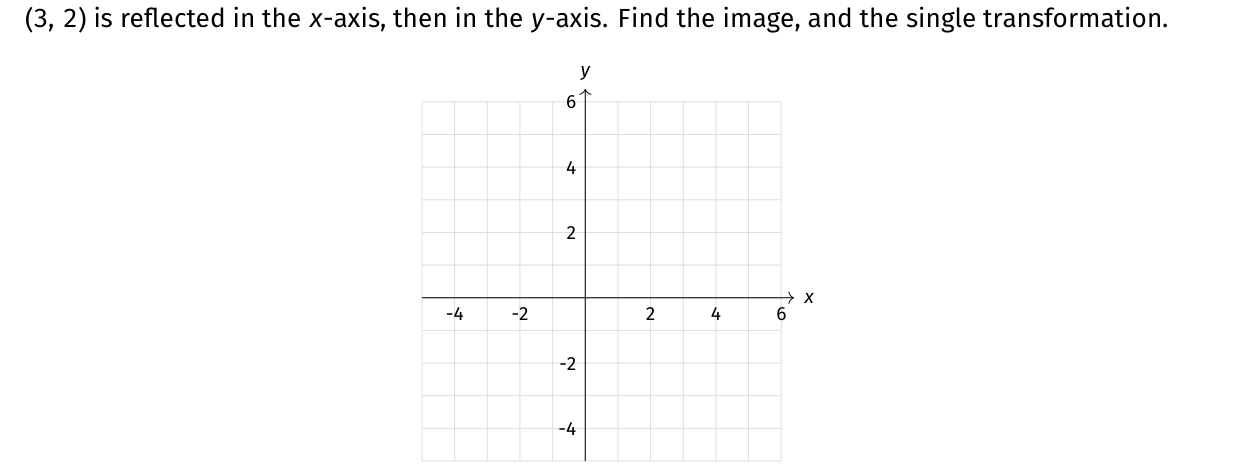 (3, 2) is reflected in the x-axis, then in the y-axis. Find the image, and the single transformation.
y
6
4
2
x
-4 -2 2 4 6
-2
-4